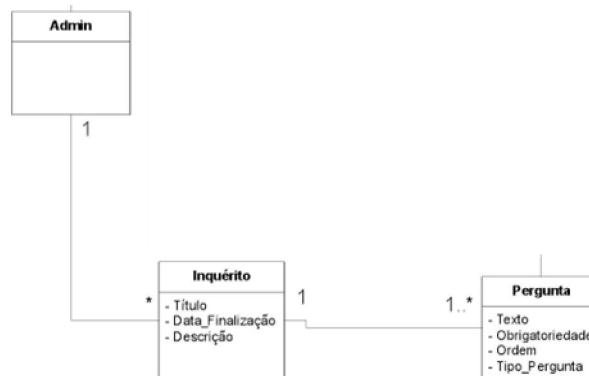 Admin
1
Inquérito
- Título
- Data_Finalização
- Descrição
*
1
1..*
Pergunta
- Texto
- Obrigatoriedade
- Ordem
- Tipo_Pergunta